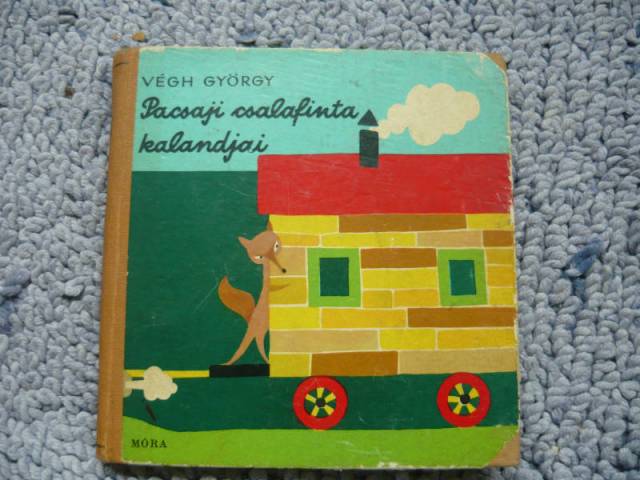 VÉGH GYÖRGY
Pacsaji csalafinta
kalandjai
MÓRA